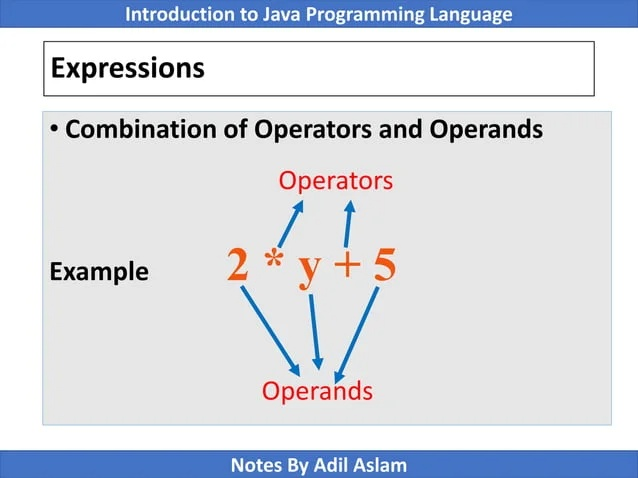 Introduction to Java Programming Language
Expressions
• Combination of Operators and Operands
Operators
Example 2 * y + 5
Operands
Notes By Adil Aslam